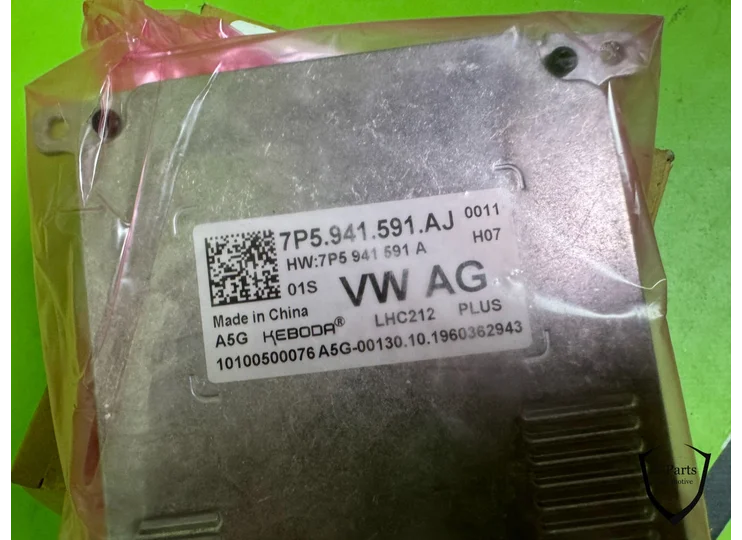 7P5.941.591.AJ 0011
HW:7P5 941 591 A H07
01S VW AG
Made in China LHC212 PLUS
A5G KEBODA®
10100500076 A5G-00130.10.1960362943
Parts